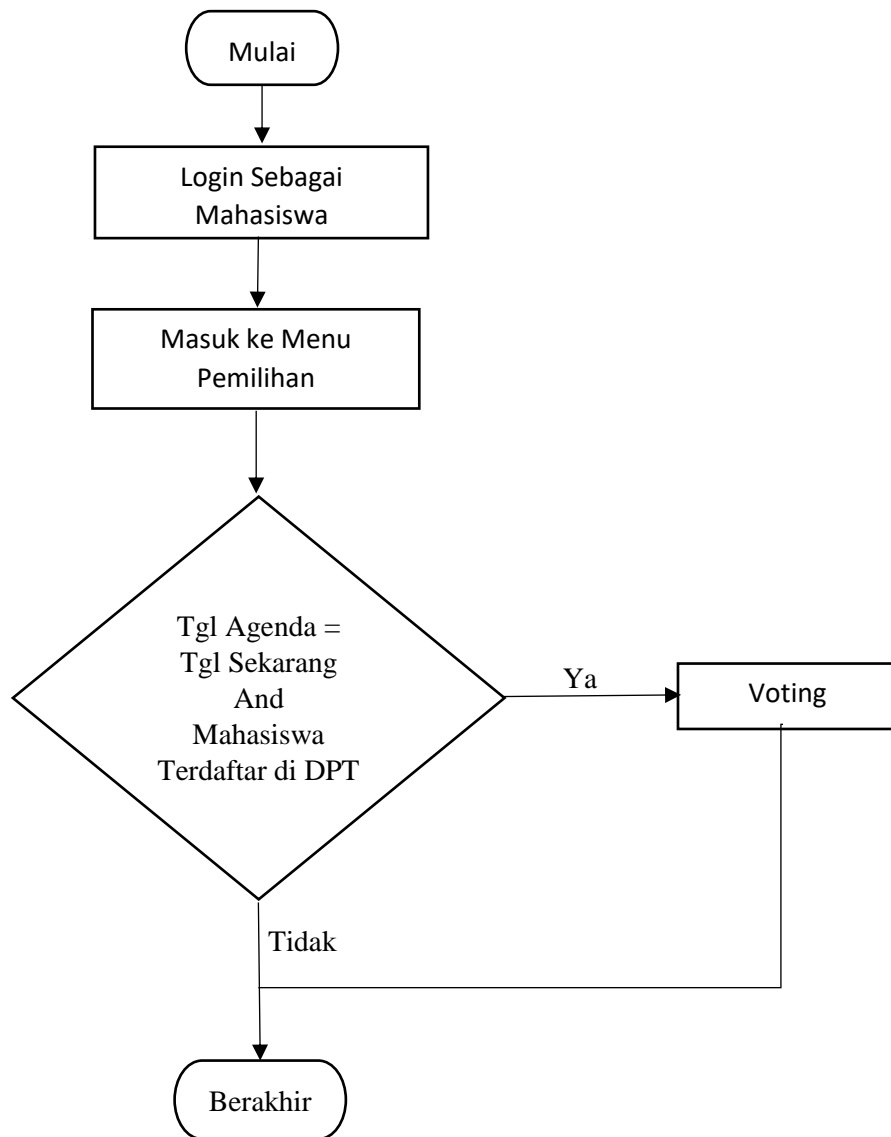 Mulai
Login Sebagai
Mahasiswa
Masuk ke Menu
Pemilihan
Tgl Agenda =
Tgl Sekarang
And
Mahasiswa
Terdaftar di DPT
Ya
Voting
Tidak
Berakhir